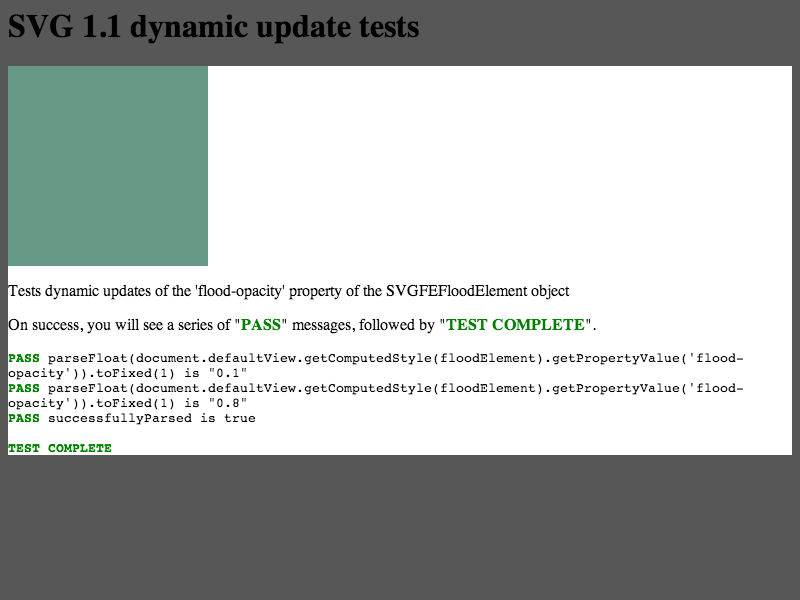 SVG 1.1 dynamic update tests
Tests dynamic updates of the 'flood-opacity' property of the SVGFEFloodElement object
On success, you will see a series of "PASS" messages, followed by "TEST COMPLETE".
PASS parseFloat(document.defaultView.getComputedStyle(floodElement).getPropertyValue('flood-
opacity')).toFixed(1) is "0.1"
PASS parseFloat(document.defaultView.getComputedStyle(floodElement).getPropertyValue('flood-
opacity')).toFixed(1) is "0.8"
PASS successfullyParsed is true
TEST COMPLETE